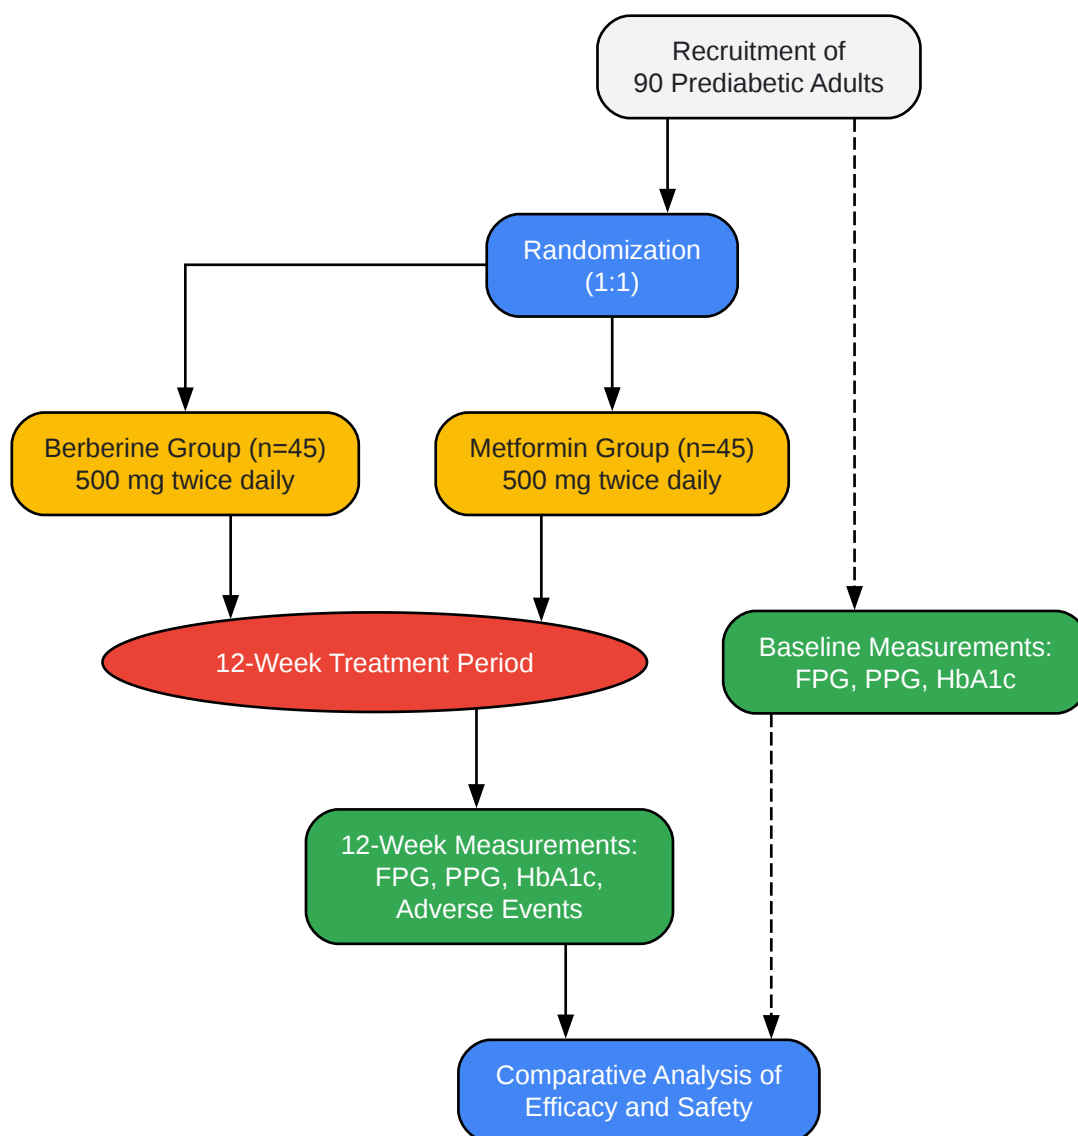 Recruitment of
90 Prediabetic Adults
Randomization
(1:1)
Berberine Group (n=45)
500 mg twice daily
Metformin Group (n=45)
500 mg twice daily
12-Week Treatment Period
Baseline Measurements:
FPG, PPG, HbA1c
12-Week Measurements:
FPG, PPG, HbA1c,
Adverse Events
Comparative Analysis of
Efficacy and Safety